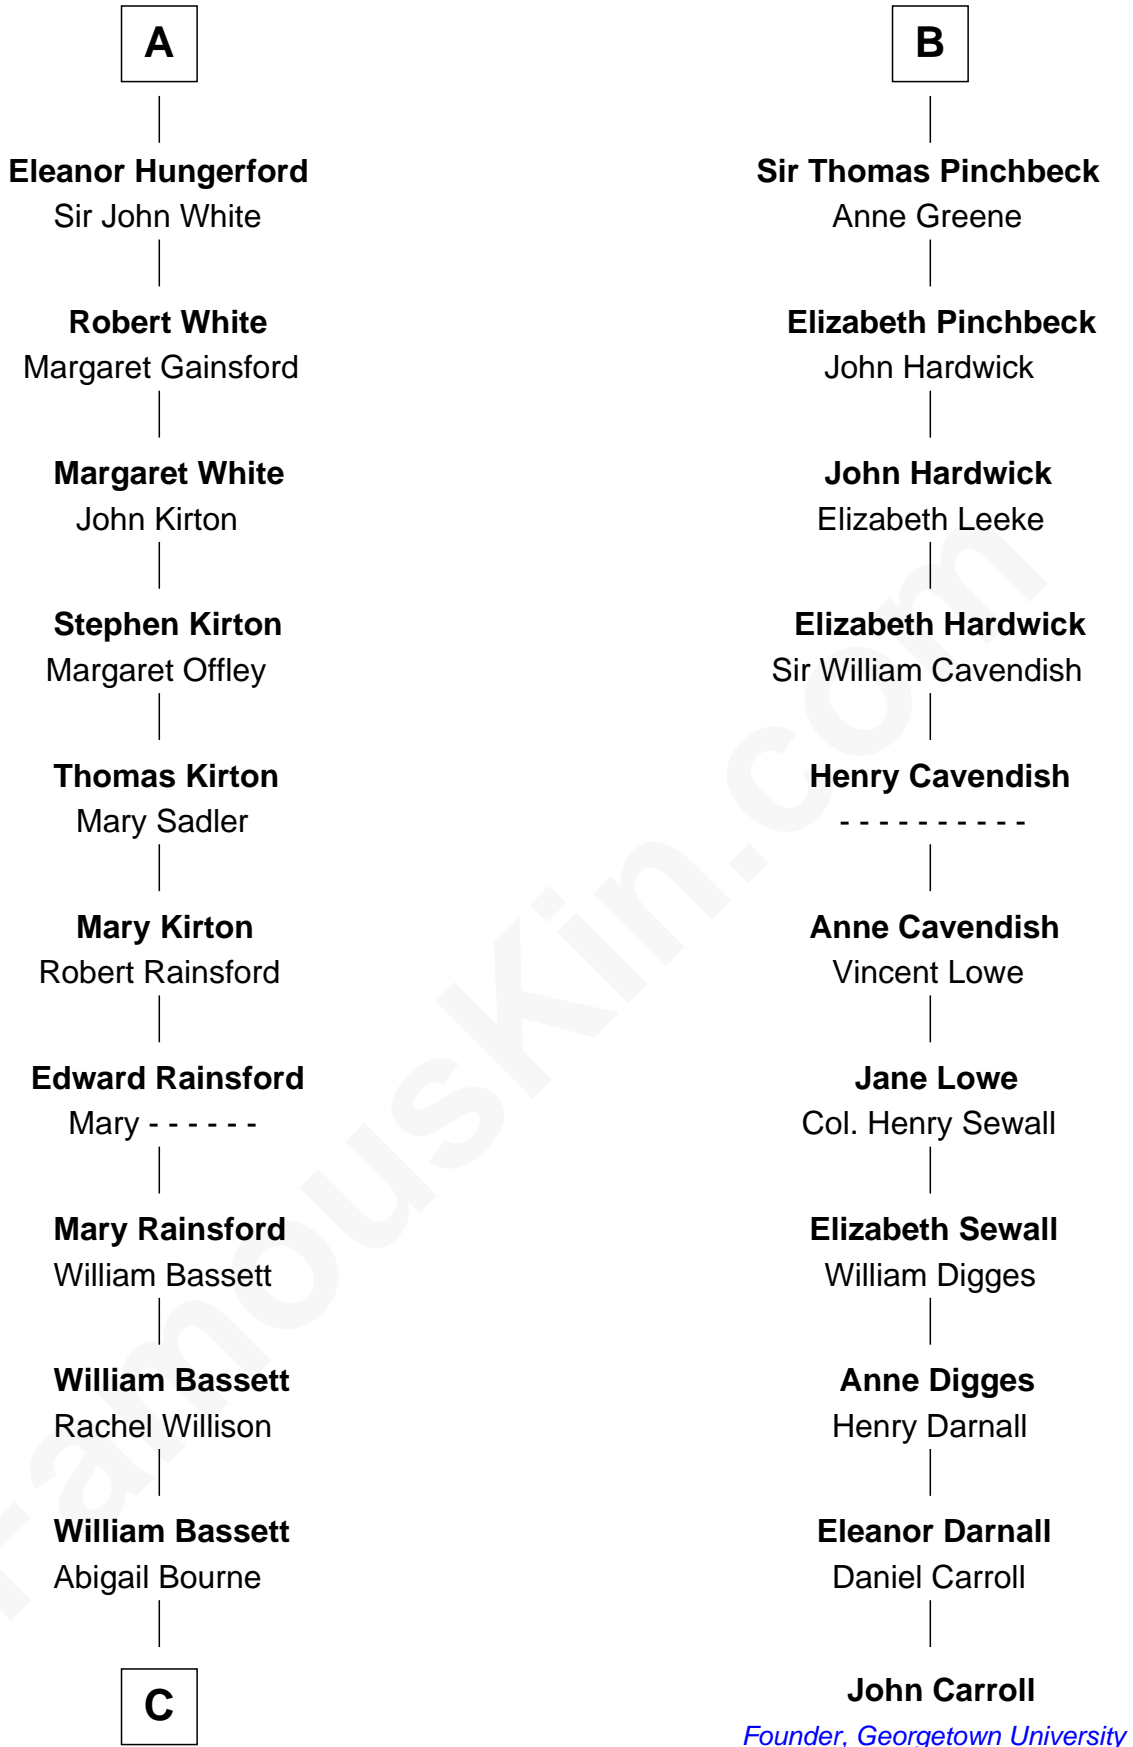 A
Eleanor Hungerford
Sir John White
Robert White
Margaret Gainsford
Margaret White
John Kirton
Stephen Kirton
Margaret Offley
Thomas Kirton
Mary Sadler
Mary Kirton
Robert Rainsford
Edward Rainsford
Mary - - - - - -
Mary Rainsford
William Bassett
William Bassett
Rachel Willison
William Bassett
Abigail Bourne
C
B
Sir Thomas Pinchbeck
Anne Greene
Elizabeth Pinchbeck
John Hardwick
John Hardwick
Elizabeth Leeke
Elizabeth Hardwick
Sir William Cavendish
Henry Cavendish
- - - - - - - - - -
Anne Cavendish
Vincent Lowe
Jane Lowe
Col. Henry Sewall
Elizabeth Sewall
William Digges
Anne Digges
Henry Darnall
Eleanor Darnall
Daniel Carroll
John Carroll
Founder, Georgetown University
FamousKin.com